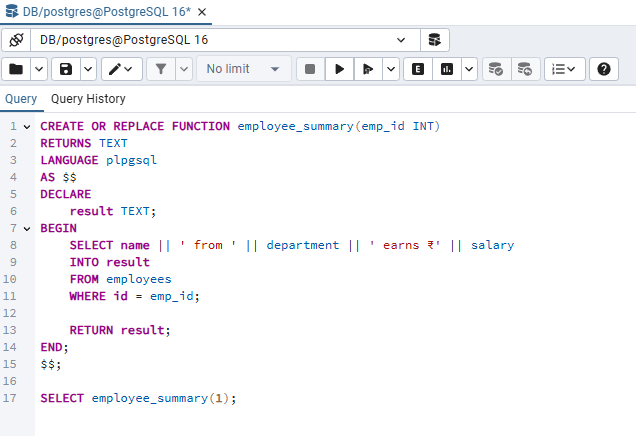 DB/postgres@PostgreSQL 16*
DB/postgres@PostgreSQL 16
No limit
E
Query Query History
1 CREATE OR REPLACE FUNCTION employee_summary(emp_id INT)
2 RETURNS TEXT
3 LANGUAGE plpgsql
4 AS $$
5 DECLARE
6     result TEXT;
7 BEGIN
8     SELECT name || ' from ' || department || ' earns ₹' || salary
9     INTO result
10     FROM employees
11     WHERE id = emp_id;
12
13     RETURN result;
14 END;
15 $$;
16
17 SELECT employee_summary(1);